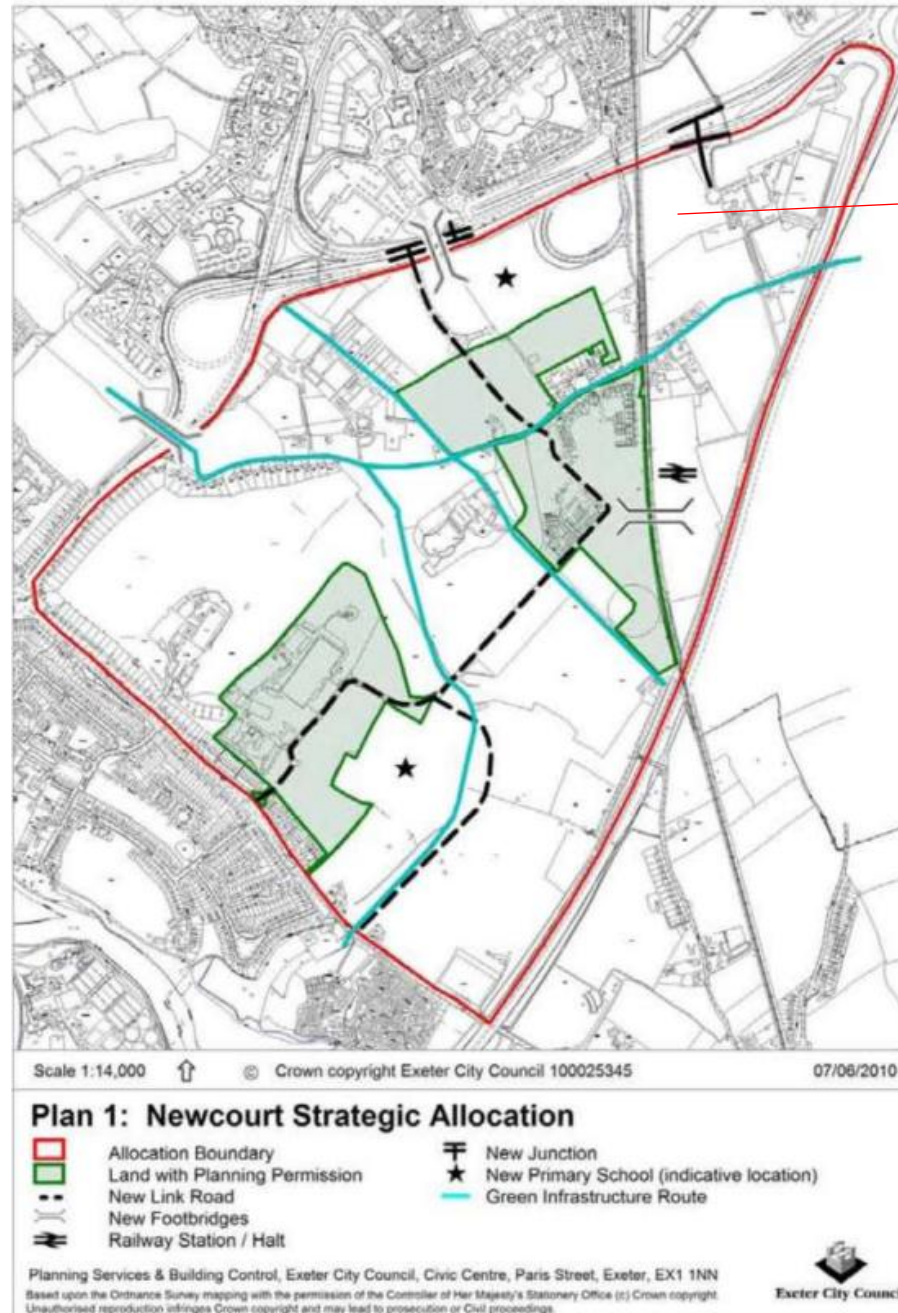 Scale 1:14,000 © Crown copyright Exeter City Council 100025345 07/06/2010
Plan 1: Newcourt Strategic Allocation
Allocation Boundary
Land with Planning Permission
New Link Road
New Footbridges
Railway Station / Halt
New Junction
New Primary School (indicative location)
Green Infrastructure Route
Planning Services & Building Control, Exeter City Council, Civic Centre, Paris Street, Exeter, EX1 1NN
Based upon the Ordnance Survey mapping with the permission of the Controller of Her Majesty's Stationery Office (c) Crown copyright.
Unauthorised reproduction infringes Crown copyright and may lead to prosecution or Civil proceedings.
Exeter City Counc